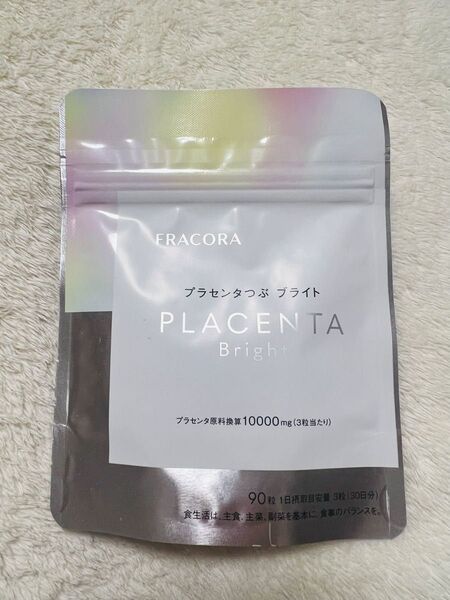 FRACORA
プラセンタつぶ ブライト
PLACENTA
Bright
プラセンタ原料換算10000mg(3粒当たり)
90粒 1日摂取目安量 3粒(30日分)
食生活は、主食、主菜、副菜を基本に、食事のバランスを。